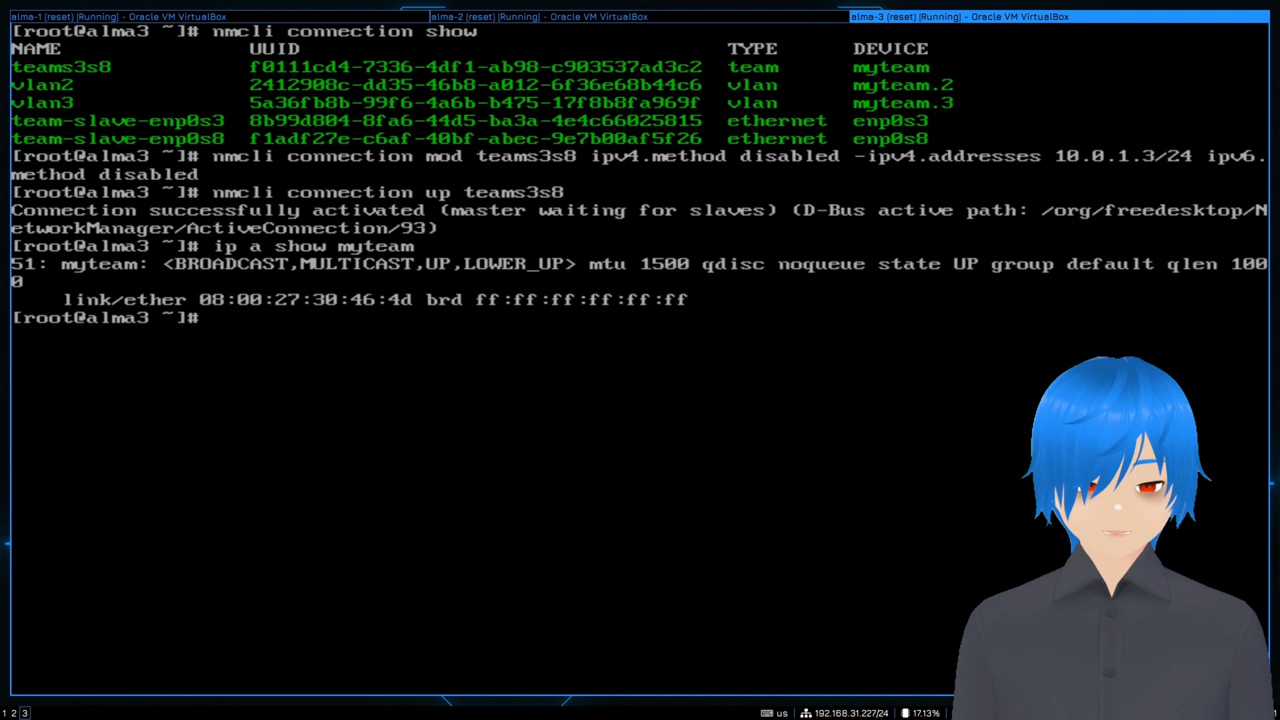 alma-1 (reset) [Running] - Oracle VM VirtualBox
alma-2 (reset) [Running] - Oracle VM VirtualBox
alma-3 (reset) [Running] - Oracle VM VirtualBox
[root@alma3 ~]# nmcli connection show
NAME UUID TYPE DEVICE
teams3s8 f0111cd4-7336-4df1-ab98-c903537ad3c2 team myteam
vlan2 2412908c-dd35-46b8-a012-6f36e68b44c6 vlan myteam.2
vlan3 5a36fb8b-99f6-4a6b-b475-17f8b8fa969f vlan myteam.3
team-slave-enp0s3 8b99d804-8fa6-44d5-ba3a-4e4c66025815 ethernet enp0s3
team-slave-enp0s8 f1adf27e-c6af-40bf-abec-9e7b00af5f26 ethernet enp0s8
[root@alma3 ~]# nmcli connection mod teams3s8 ipv4.method disabled -ipv4.addresses 10.0.1.3/24 ipv6.
method disabled
[root@alma3 ~]# nmcli connection up teams3s8
Connection successfully activated (master waiting for slaves) (D-Bus active path: /org/freedesktop/N
etworkManager/ActiveConnection/93)
[root@alma3 ~]# ip a show myteam
51: myteam: <BROADCAST,MULTICAST,UP,LOWER_UP> mtu 1500 qdisc noqueue state UP group default qlen 100
0
link/ether 08:00:27:30:46:4d brd ff:ff:ff:ff:ff:ff
[root@alma3 ~]#
1 2 3
us 192.168.31.227/24 17.13%